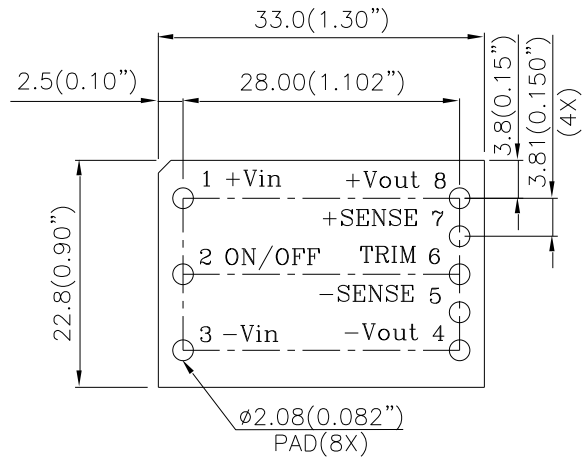 33.0(1.30”)
2.5(0.10”)
28.00(1.102”)
3.8(0.15”)
3.81(0.150”)
(4X)
22.8(0.90”)
1 +Vin
+Vout 8
+SENSE 7
2 ON/OFF
TRIM 6
−SENSE 5
3 −Vin
−Vout 4
ø2.08(0.082”)
PAD(8X)